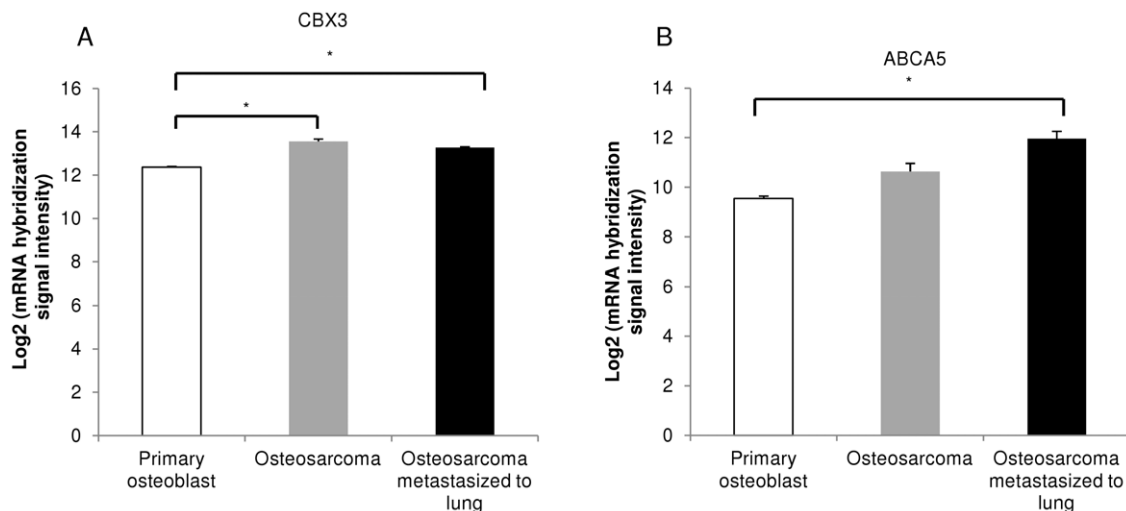 A
CBX3
*
*
Log2 (mRNA hybridization
signal intensity)
16
14
12
10
8
6
4
2
0
Primary
osteoblast
Osteosarcoma
Osteosarcoma
metastasized to
lung
B
ABCA5
*
Log2 (mRNA hybridization
signal intensity)
14
12
10
8
6
4
2
0
Primary
osteoblast
Osteosarcoma
Osteosarcoma
metastasized to
lung